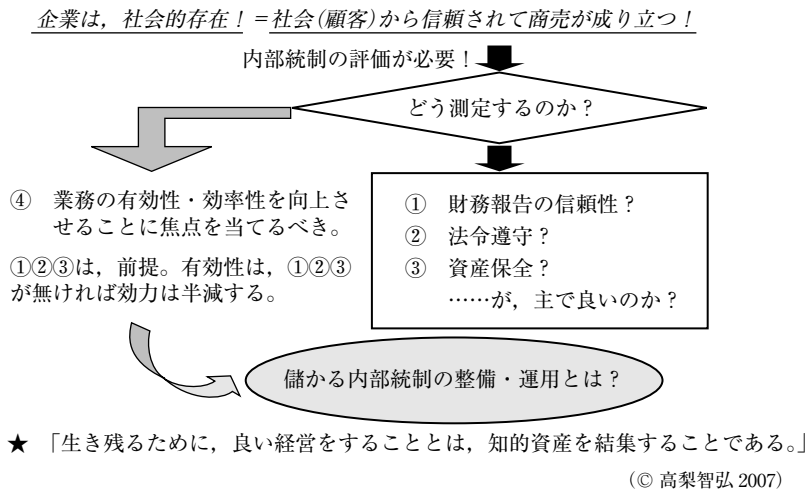 企業は，社会的存在！＝社会(顧客)から信頼されて商売が成り立つ！
内部統制の評価が必要！
どう測定するのか？
④　業務の有効性・効率性を向上さ
せることに焦点を当てるべき。
①②③は，前提。有効性は，①②③
が無ければ効力は半減する。
①　財務報告の信頼性？
②　法令遵守？
③　資産保全？
……が，主で良いのか？
儲かる内部統制の整備・運用とは？
★　「生き残るために，良い経営をすることとは，知的資産を結集することである。」
（© 高梨智弘 2007）